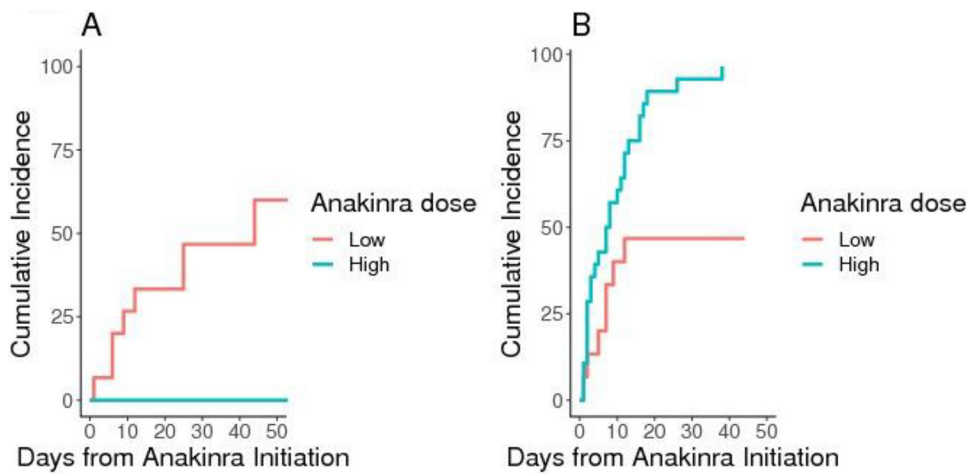 A
Cumulative Incidence
100
75
50
25
0
0 10 20 30 40 50
Days from Anakinra Initiation
Anakinra dose
Low
High
B
Cumulative Incidence
100
75
50
25
0
0 10 20 30 40 50
Days from Anakinra Initiation
Anakinra dose
Low
High